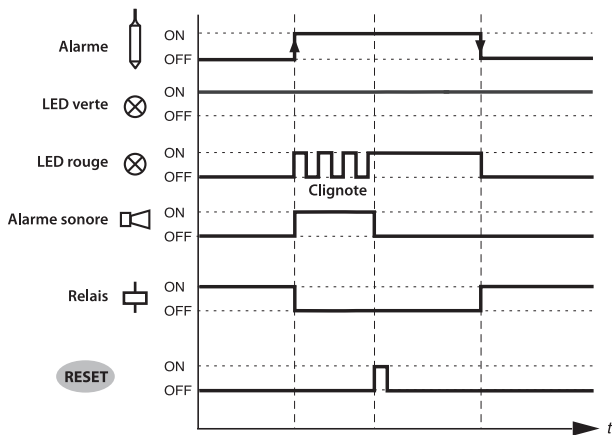 Alarme ON
OFF
LED verte ON
OFF
LED rouge ON
OFF
Clignote
Alarme sonore ON
OFF
Relais ON
OFF
RESET ON
OFF
t